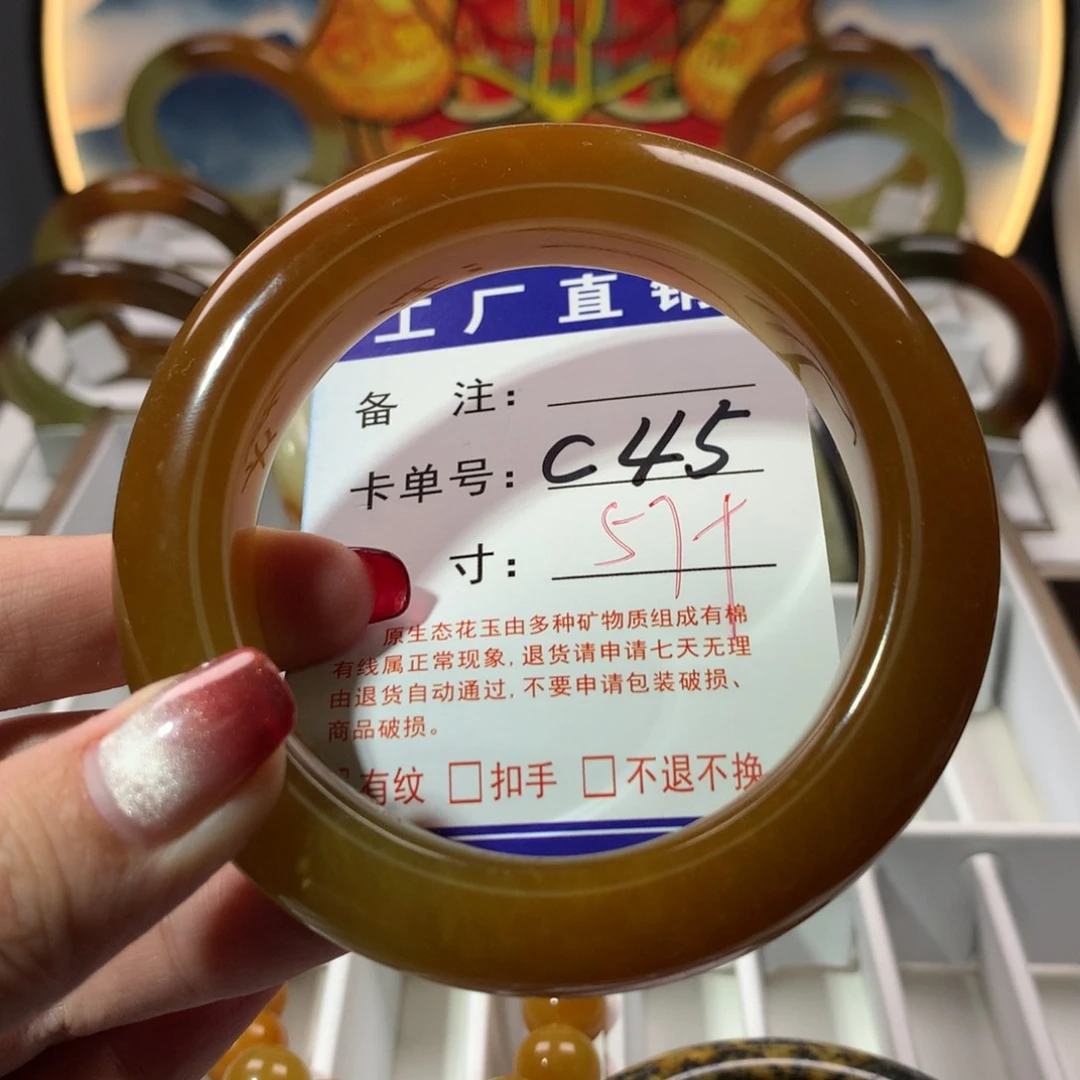 工厂直销
备 注：
卡单号：C45
寸：57+
原生态花玉由多种矿物质组成有棉
有线属正常现象，退货请申请七天无理
由退货自动通过，不要申请包装破损、
商品破损。
有纹 □扣手 □不退不换